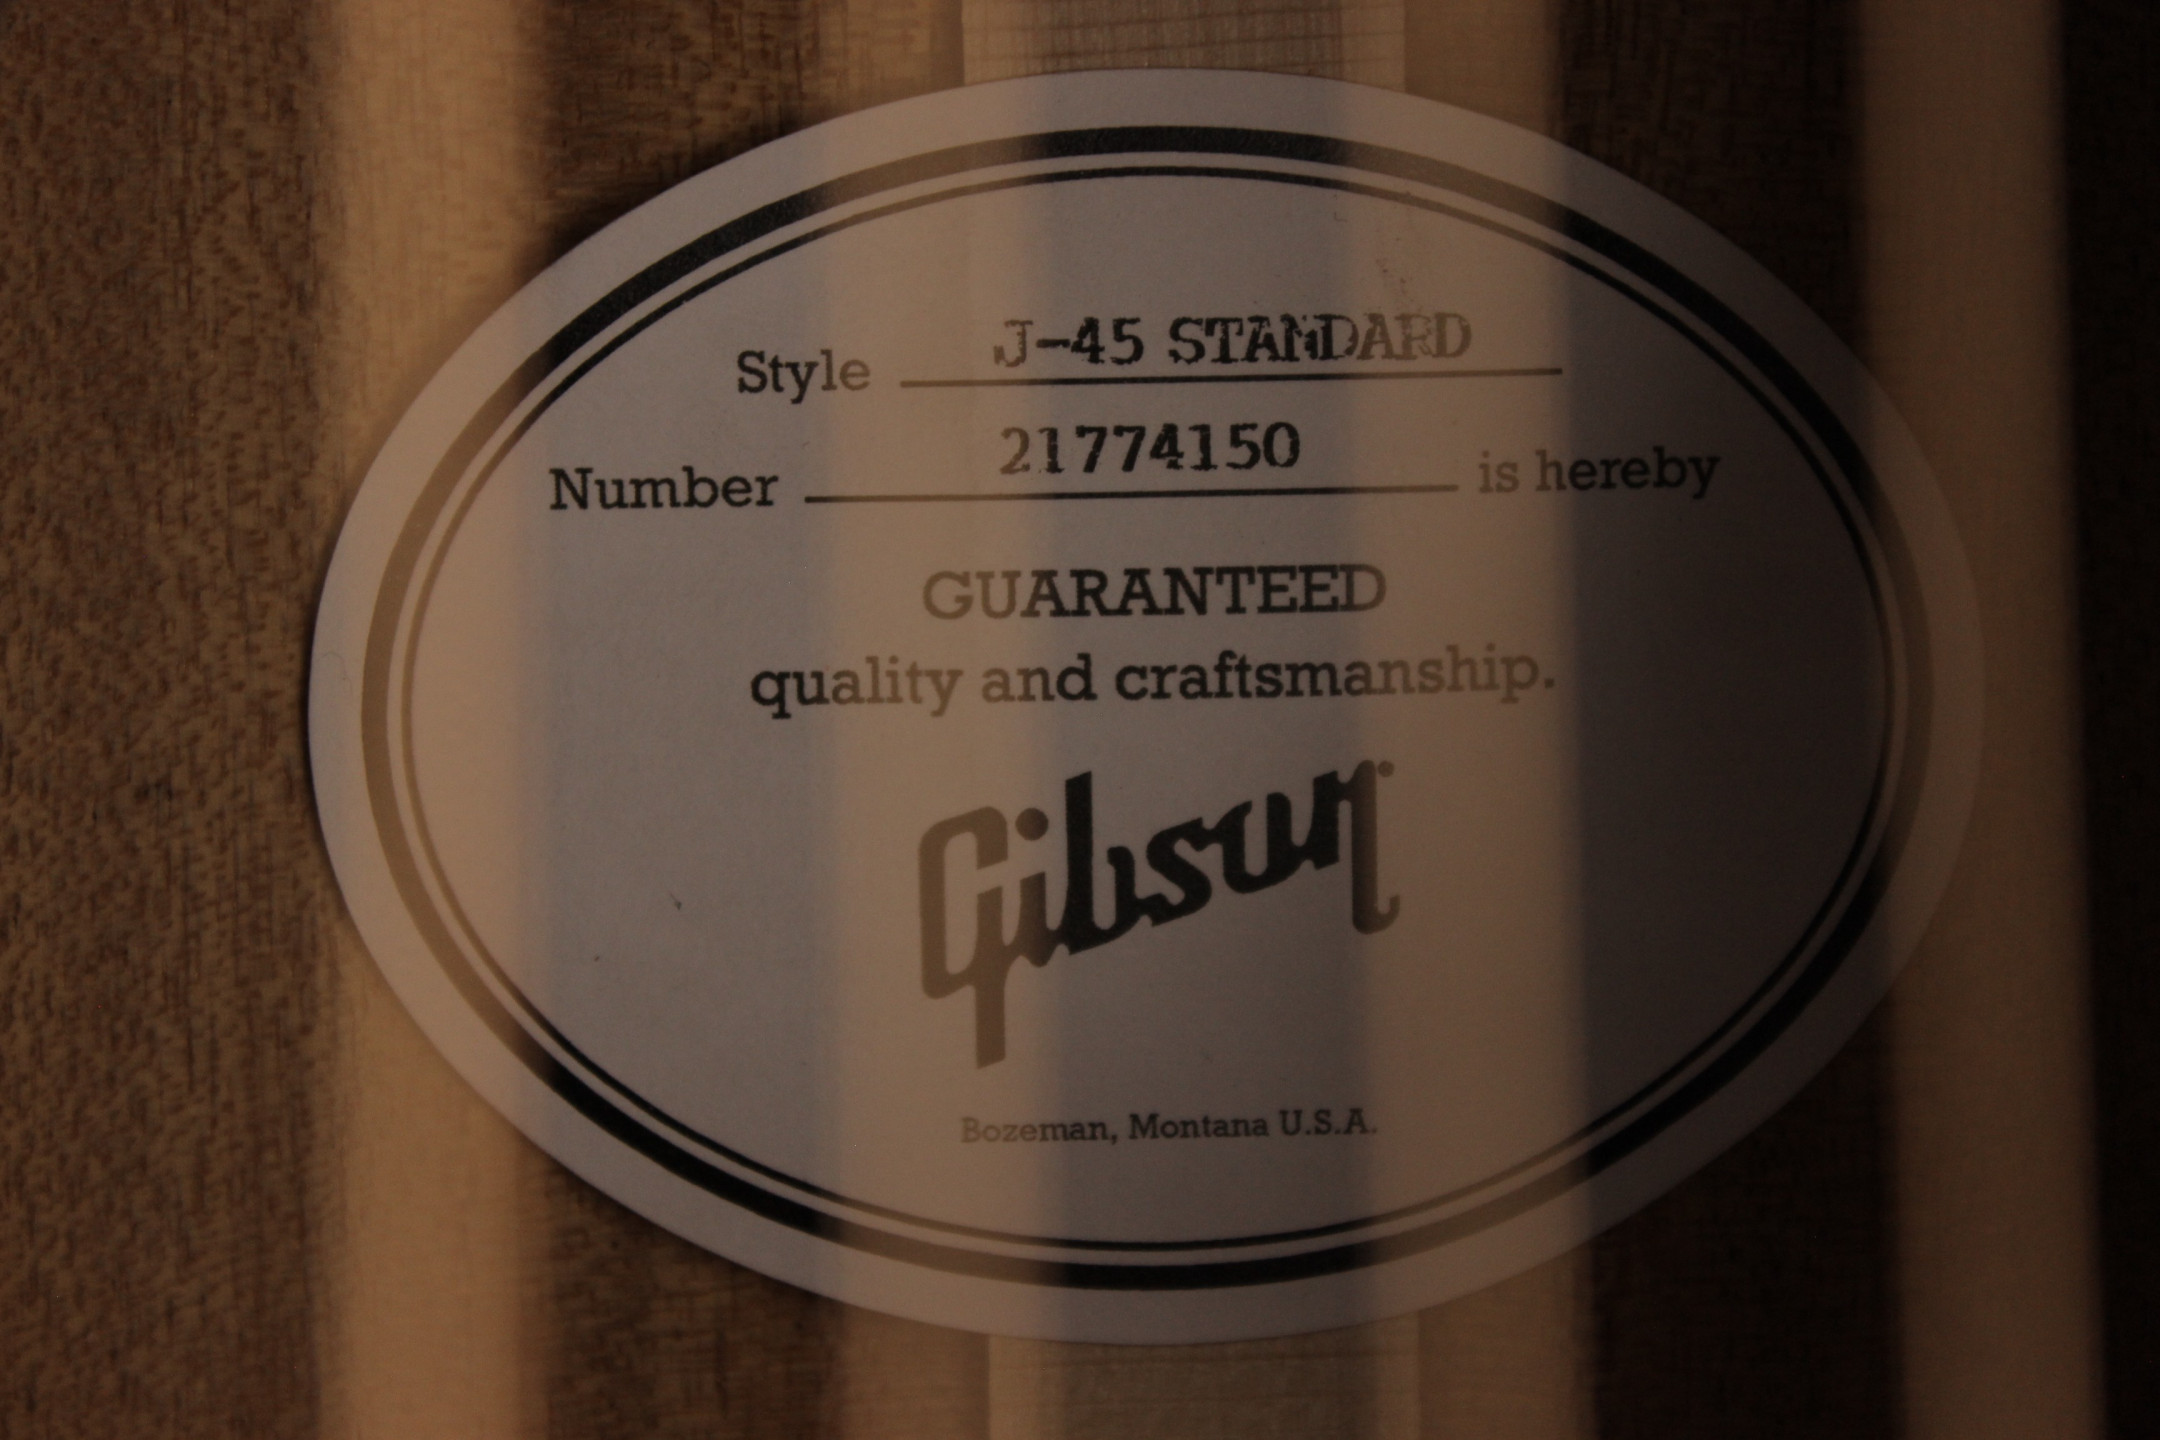 Style J-45 STANDARD
Number 21774150 is hereby
GUARANTEED
quality and craftsmanship.
Gibson
Bozeman, Montana U.S.A.